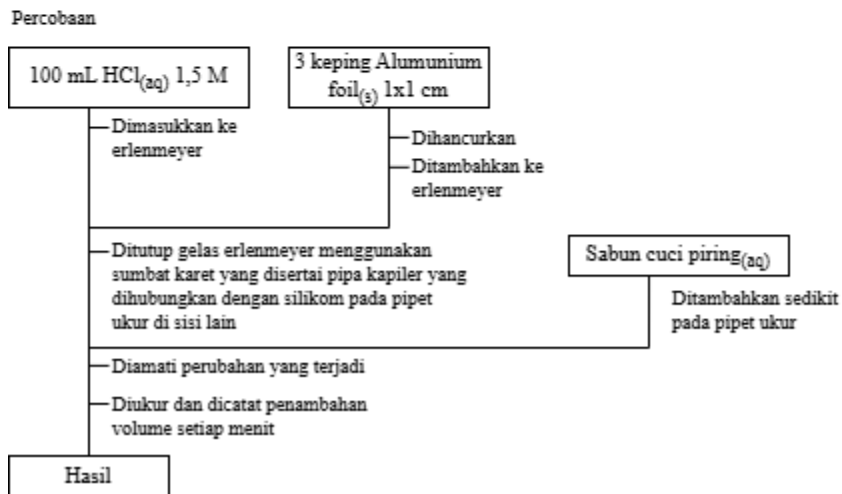 Percobaan
100 mL HCl(aq) 1,5 M
3 keping Alumunium
foil(s) 1x1 cm
Dimasukkan ke
erlenmeyer
Dihancurkan
Ditambahkan ke
erlenmeyer
Ditutup gelas erlenmeyer menggunakan
sumbat karet yang disertai pipa kapiler yang
dihubungkan dengan silikom pada pipet
ukur di sisi lain
Sabun cuci piring(aq)
Ditambahkan sedikit
pada pipet ukur
Diamati perubahan yang terjadi
Diukur dan dicatat penambahan
volume setiap menit
Hasil